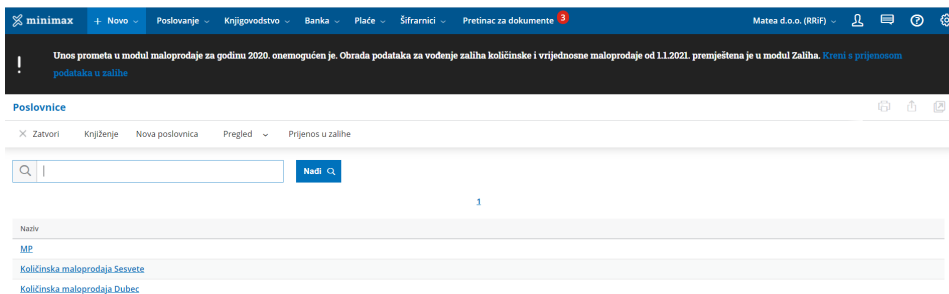 minimax + Novo Poslovanje Knjigovodstvo Banka Plaće Šifrarnici Pretinac za dokumente 3 Matea d.o.o. (RRiF)
! Unos prometa u modul maloprodaje za godinu 2020. onemogućen je. Obrada podataka za vođenje zaliha količinske i vrijednosne maloprodaje od 1.1.2021. premještena je u modul Zaliha. Kreni s prijenosom
podataka u zalihe
Poslovnice
Zatvori Knjiženje Nova poslovnica Pregled Prijenos u zalihe
Nađi
1
Naziv
MP
Količinska maloprodaja Sesvete
Količinska maloprodaja Dubec